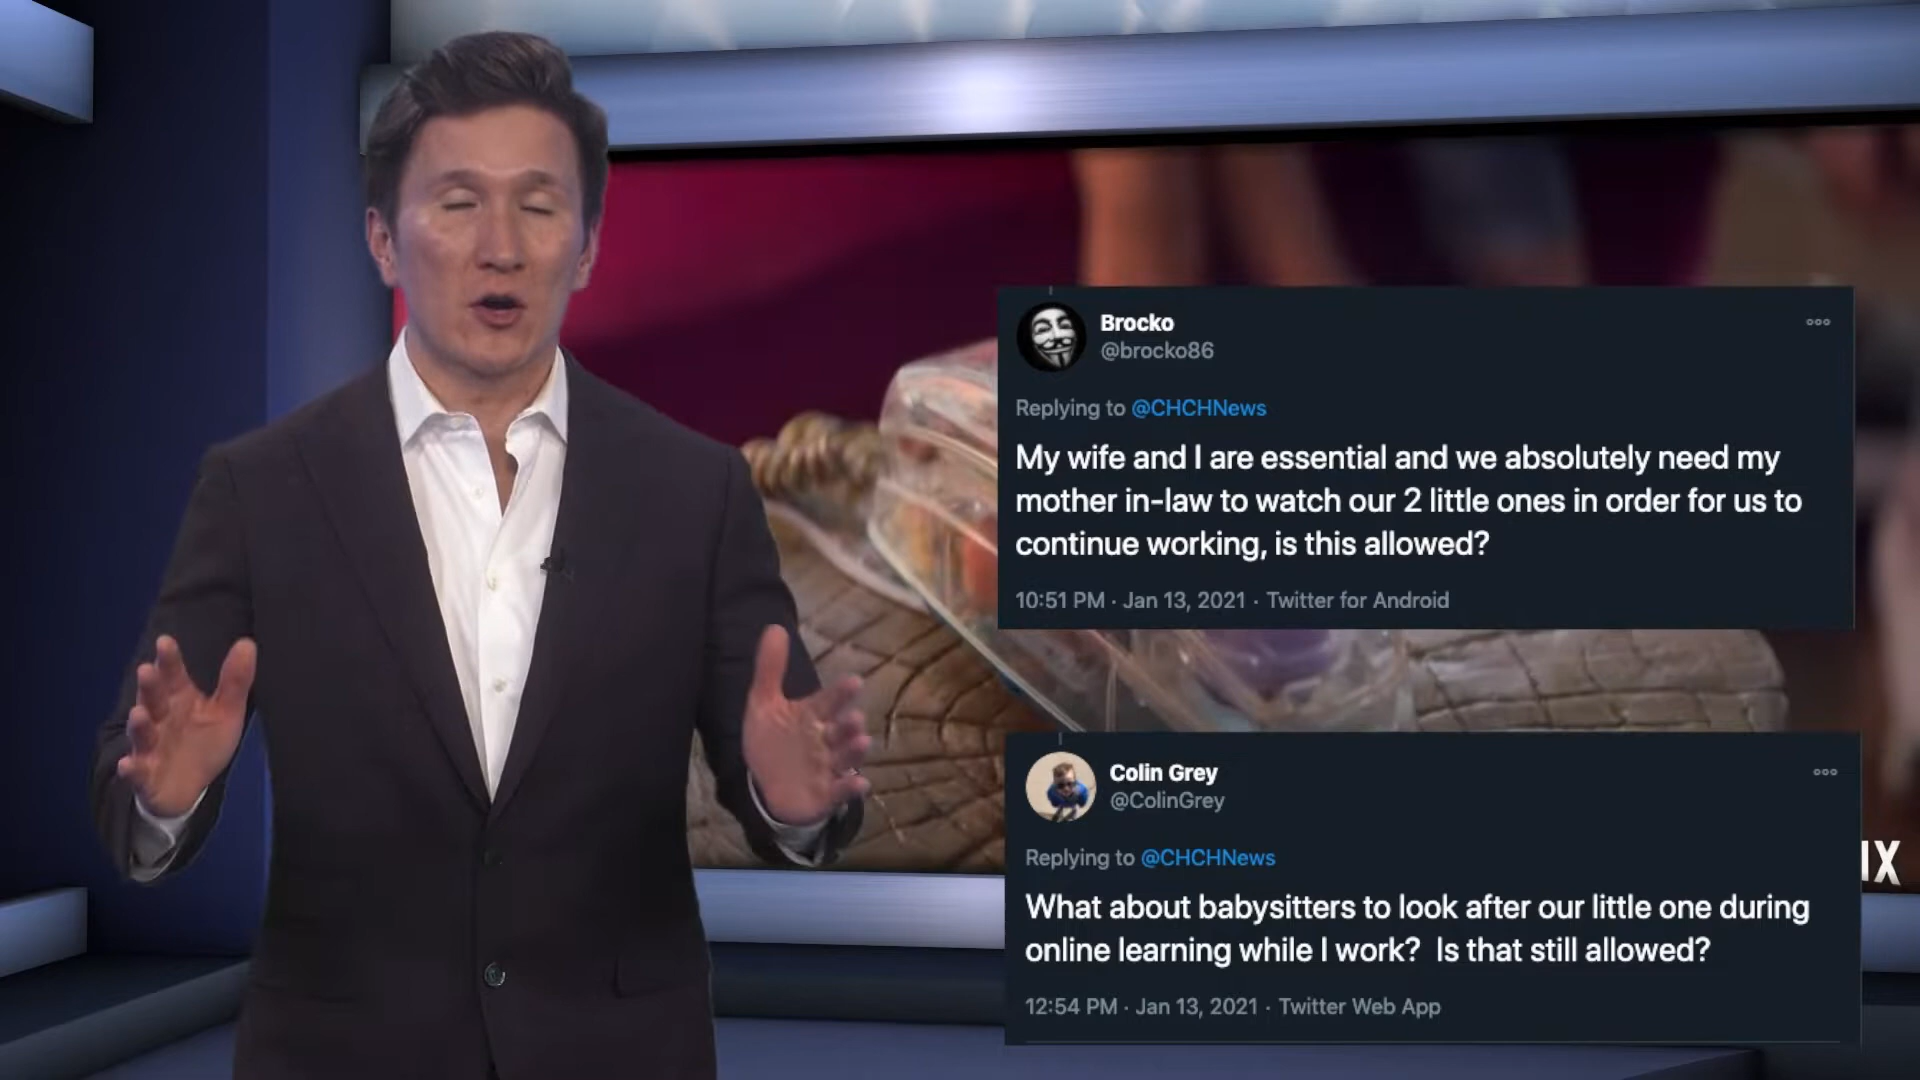 Brocko
@brocko86
Replying to @CHCHNews
My wife and I are essential and we absolutely need my
mother in-law to watch our 2 little ones in order for us to
continue working, is this allowed?
10:51 PM · Jan 13, 2021 · Twitter for Android
Colin Grey
@ColinGrey
Replying to @CHCHNews
What about babysitters to look after our little one during
online learning while I work? Is that still allowed?
12:54 PM · Jan 13, 2021 · Twitter Web App
IX